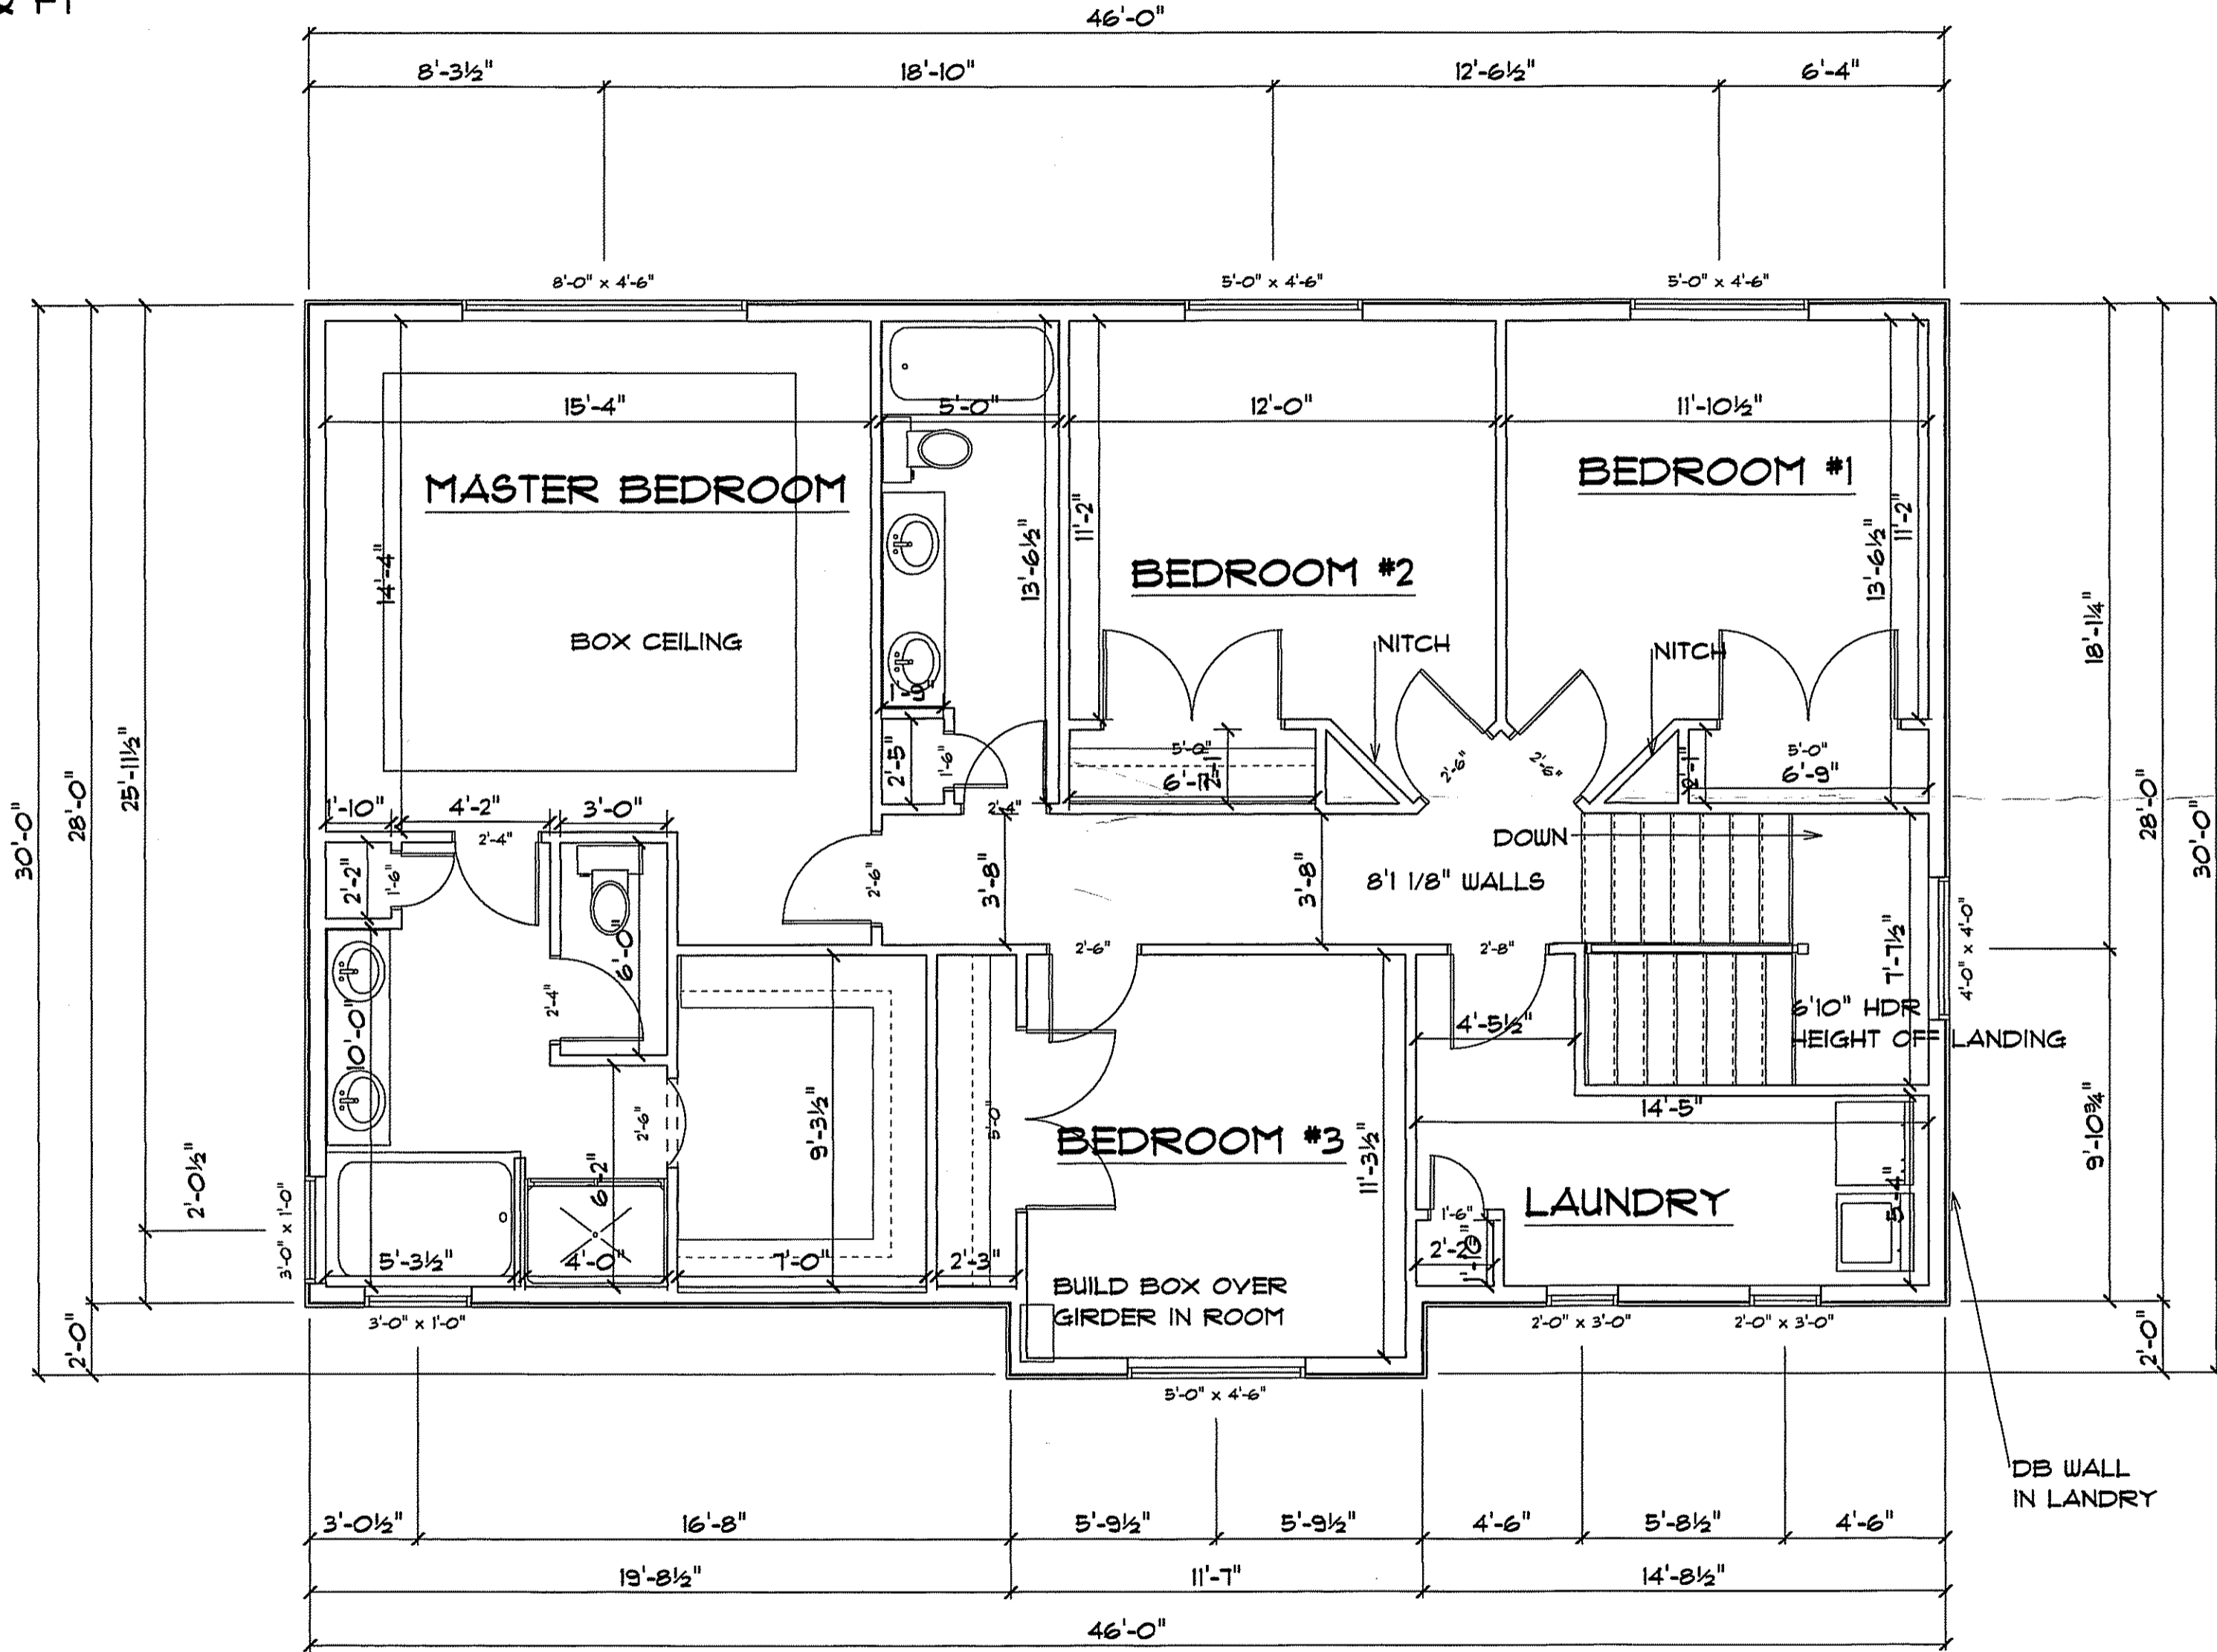 46'-0"
8'-3½" 18'-10" 12'-6½" 6'-4"
8'-0" x 4'-6" 5'-0" x 4'-6" 5'-0" x 4'-6"
15'-4" 5'-0" 12'-0" 11'-10½"
MASTER BEDROOM
BEDROOM #1
14'-4"
13'-6½"
11'-2"
13'-6½"
11'-2"
BEDROOM #2
BOX CEILING
NITCH
NITCH
18'-1¼"
30'-0"
28'-0"
25'-11½"
28'-0"
30'-0"
1'-9"
2'-5"
1'-6"
2'-4"
5'-0"
2'-1"
2'-6"
2'-6"
2'-1"
5'-0"
6'-9"
1'-10" 4'-2" 3'-0"
2'-4"
2'-2"
1'-6"
2'-6"
3'-8"
3'-8"
DOWN
8'1 1/8" WALLS
6'-0"
2'-4"
2'-6"
2'-8"
7'-7½"
4'-0" x 4'-0"
10'-0"
6'10" HDR
HEIGHT OFF LANDING
4'-5½"
2'-6"
9'-3½"
5'-0"
BEDROOM #3
11'-3½"
14'-5"
9'-10¾"
2'-0½"
3'-0" x 1'-0"
6'-2"
LAUNDRY
5'-4"
1'-6"
5'-3½" 4'-0" 7'-0" 2'-3"
BUILD BOX OVER
GIRDER IN ROOM
3'-0" x 1'-0"
2'-0" x 3'-0" 2'-0" x 3'-0"
2'-0"
2'-0"
5'-0" x 4'-6"
DB WALL
IN LANDRY
3'-0½" 16'-8" 5'-9½" 5'-9½" 4'-6" 5'-8½" 4'-6"
19'-8½" 11'-7" 14'-8½"
46'-0"